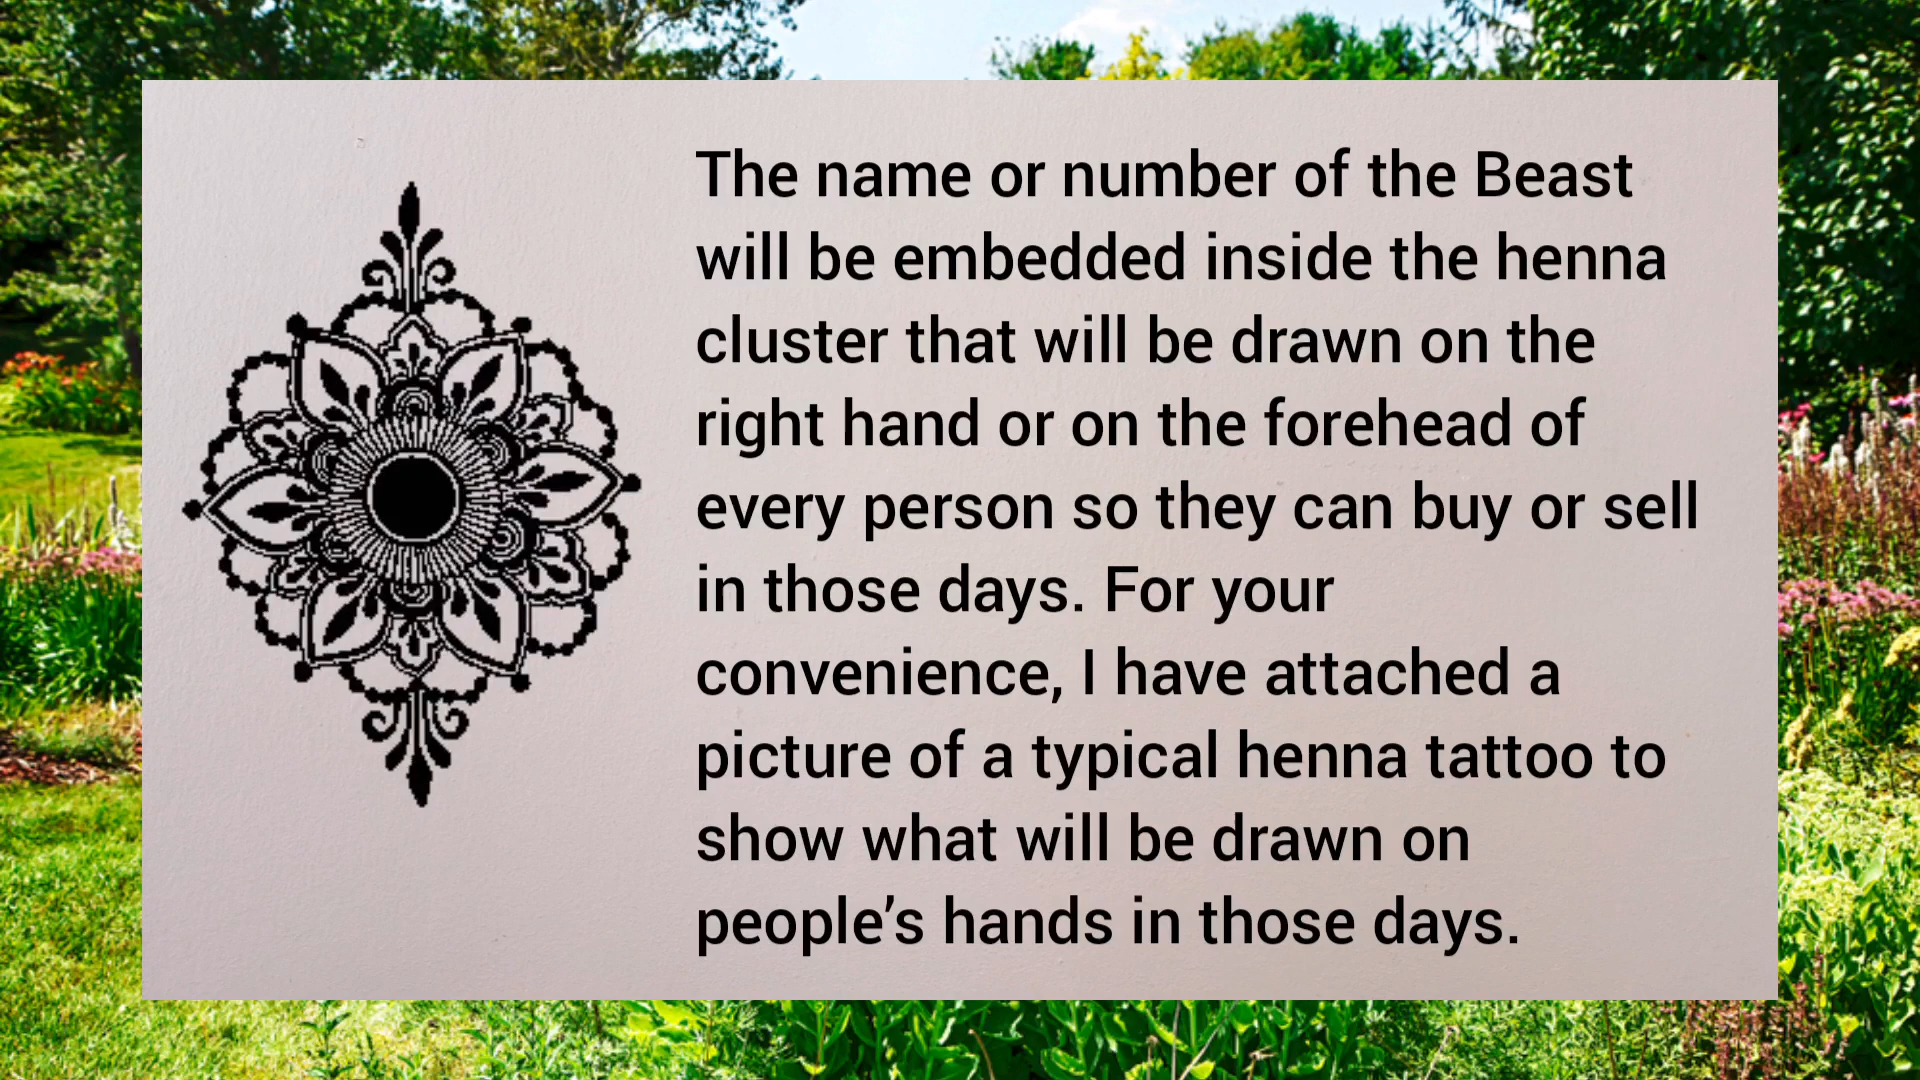 The name or number of the Beast
will be embedded inside the henna
cluster that will be drawn on the
right hand or on the forehead of
every person so they can buy or sell
in those days. For your
convenience, I have attached a
picture of a typical henna tattoo to
show what will be drawn on
people’s hands in those days.